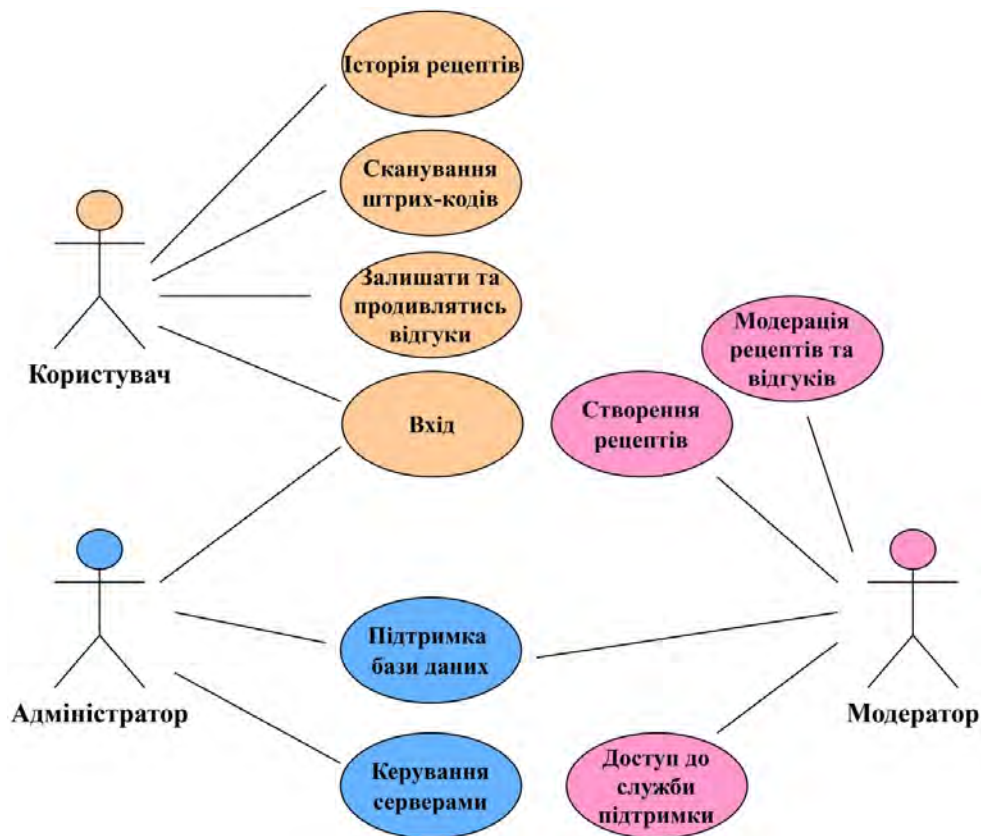 Історія рецептів
Сканування
штрих-кодів
Залишати та
продивлятись
відгуки
Користувач
Модерація
рецептів та
відгуків
Вхід
Створення
рецептів
Підтримка
бази даних
Адміністратор
Модератор
Керування
серверами
Доступ до
служби
підтримки